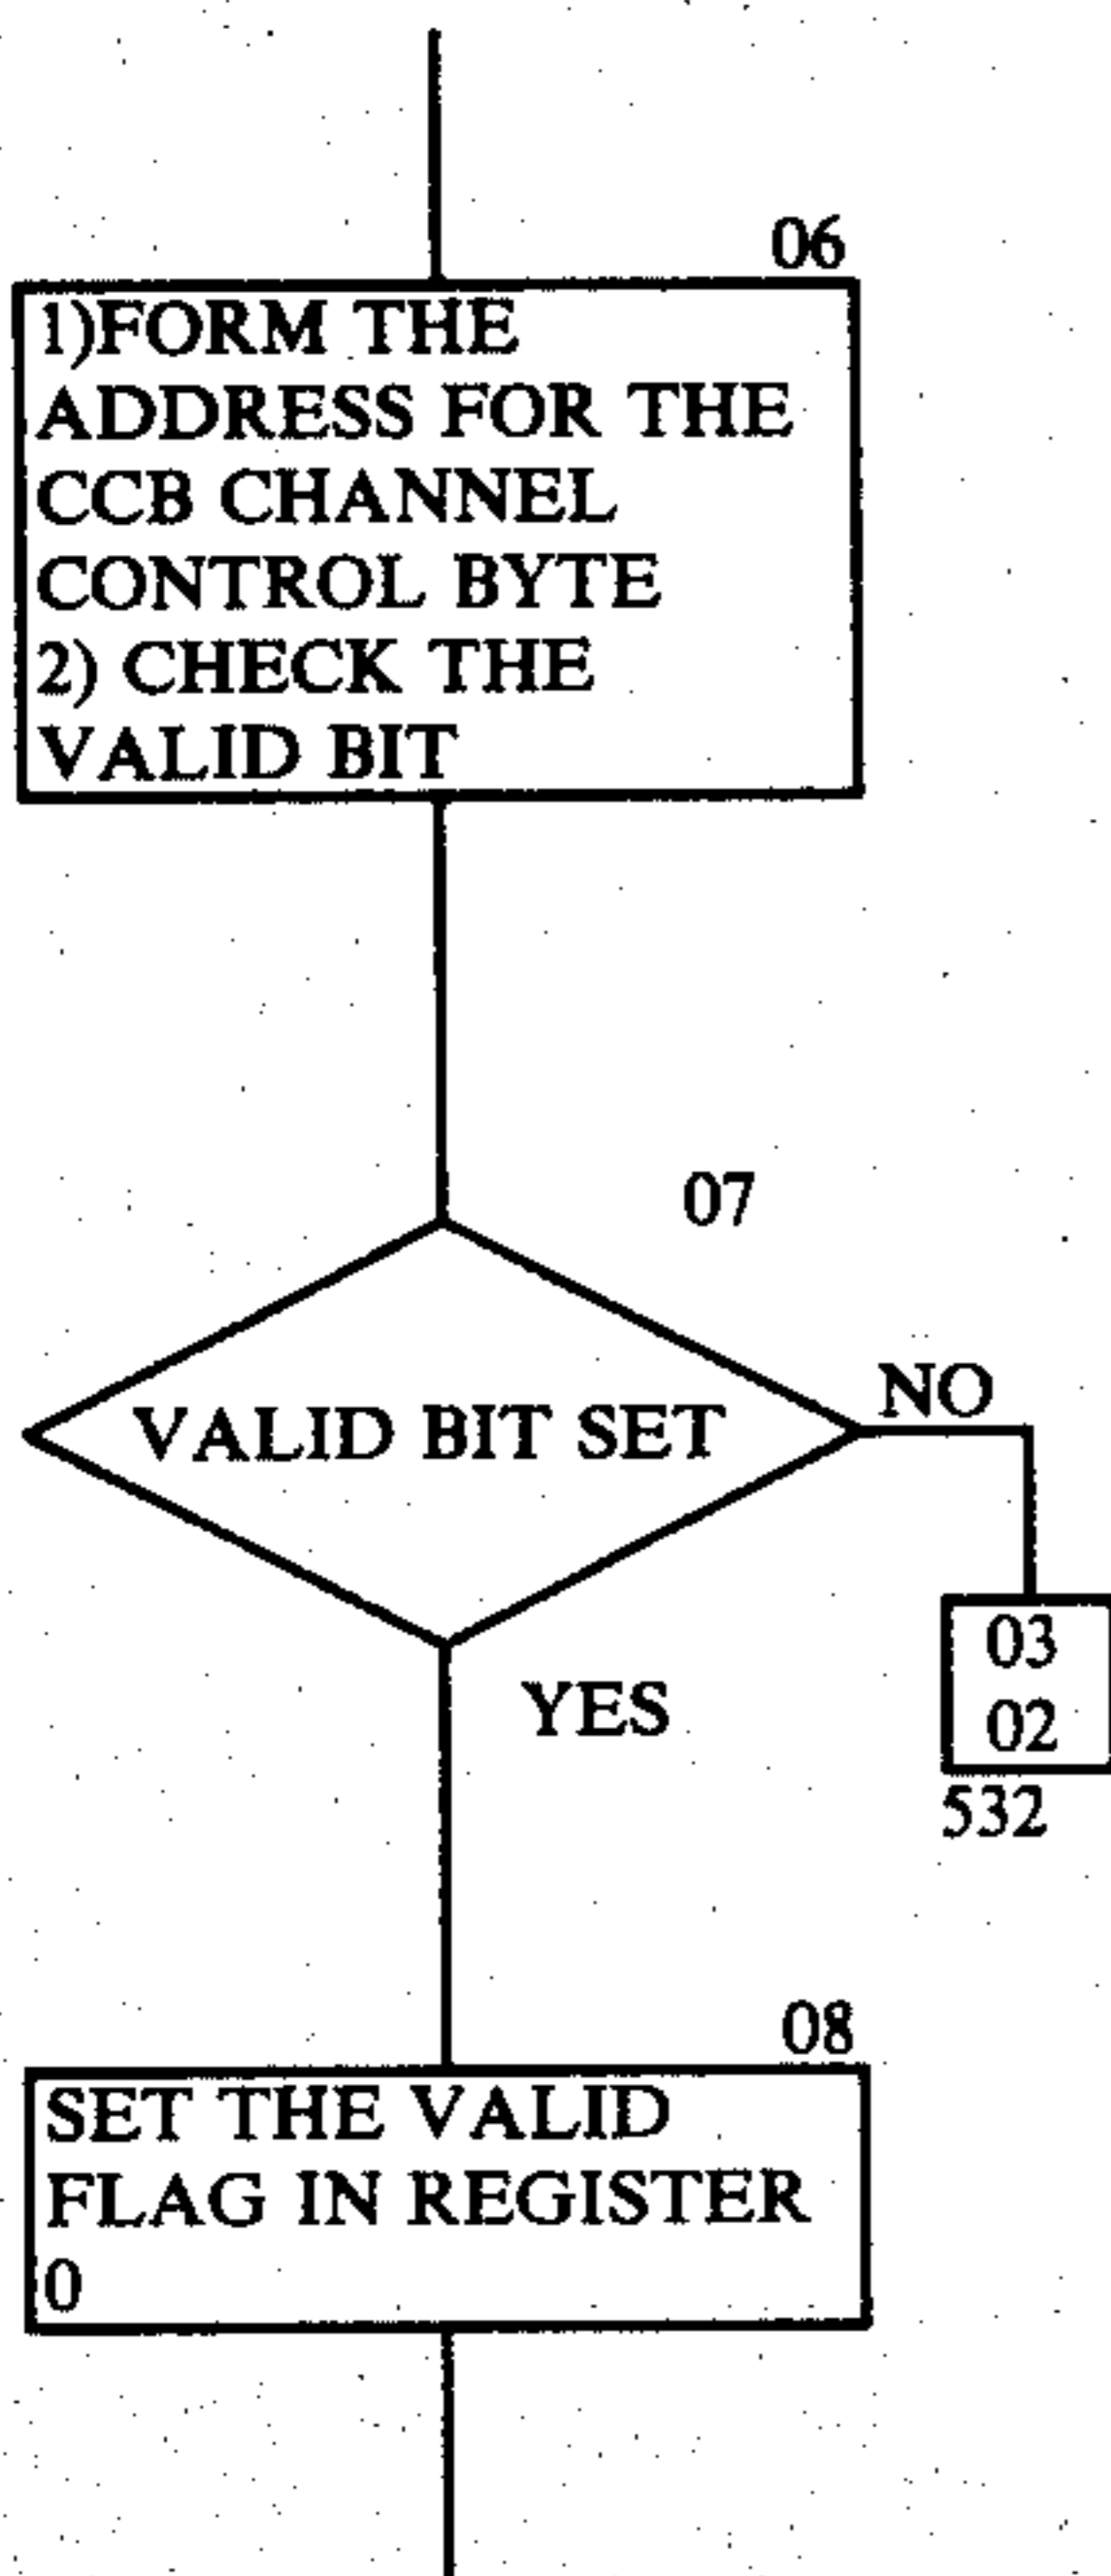 06
1)FORM THE
ADDRESS FOR THE
CCB CHANNEL
CONTROL BYTE
2) CHECK THE
VALID BIT
07
NO
VALID BIT SET
03
02
YES
532
08
SET THE VALID
FLAG IN REGISTER
0